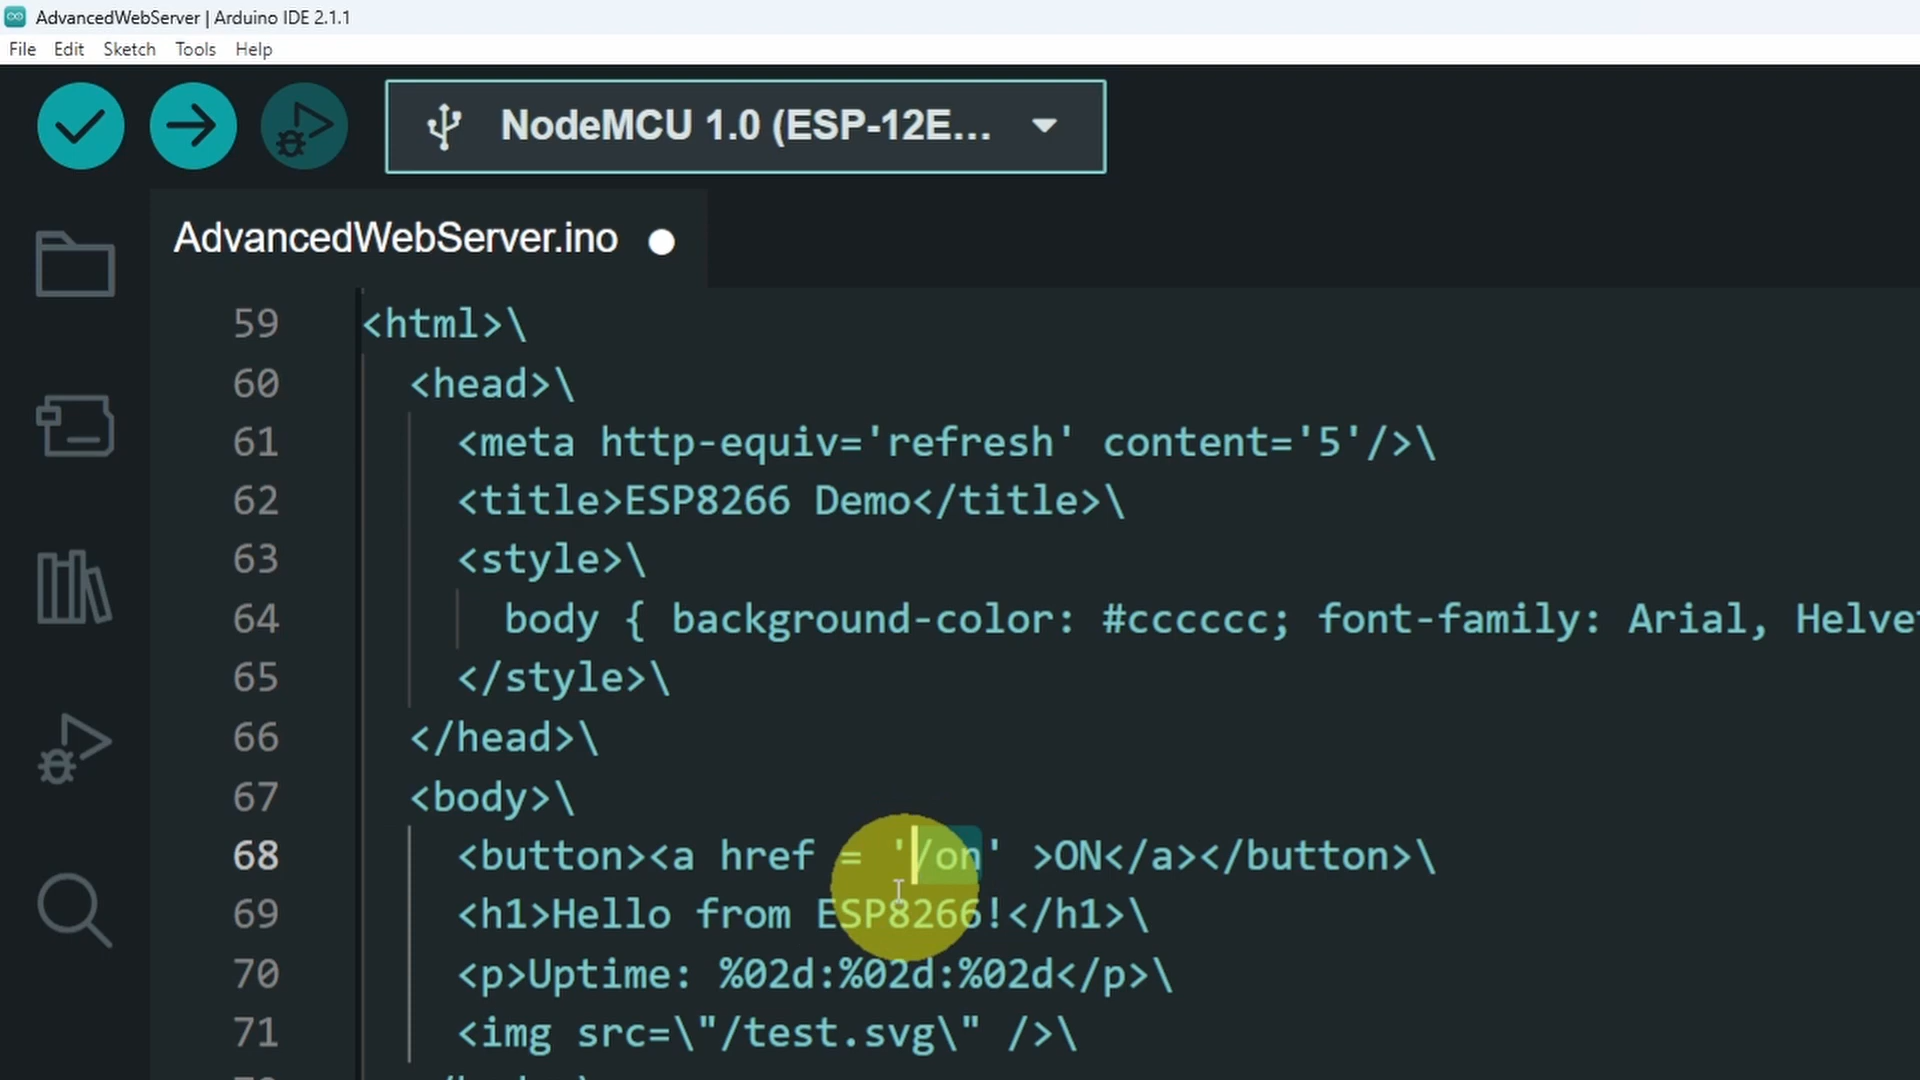 AdvancedWebServer | Arduino IDE 2.1.1
File Edit Sketch Tools Help
NodeMCU 1.0 (ESP-12E...
AdvancedWebServer.ino
59 <html>\
60 <head>\
61 <meta http-equiv='refresh' content='5'/>\
62 <title>ESP8266 Demo</title>\
63 <style>\
64 body { background-color: #cccccc; font-family: Arial, Helve
65 </style>\
66 </head>\
67 <body>\
68 <button><a href = '/on' >ON</a></button>\
69 <h1>Hello from ESP8266!</h1>\
70 <p>Uptime: %02d:%02d:%02d</p>\
71 <img src=\"/test.svg\" />\